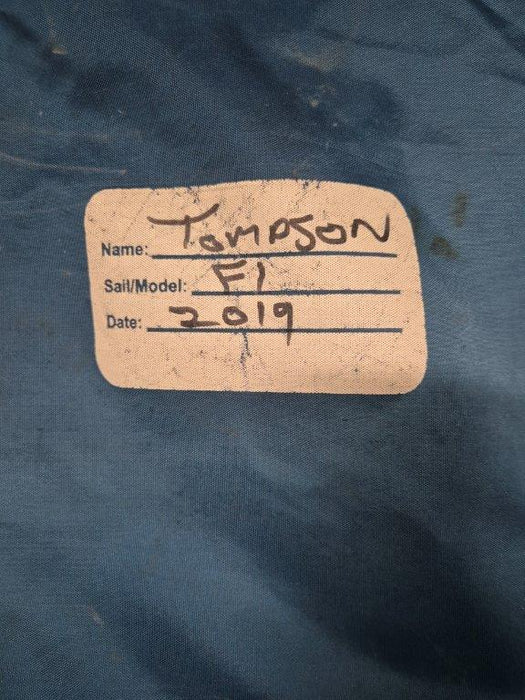 Name: TOMPSON
Sail/Model: F1
Date: 2019